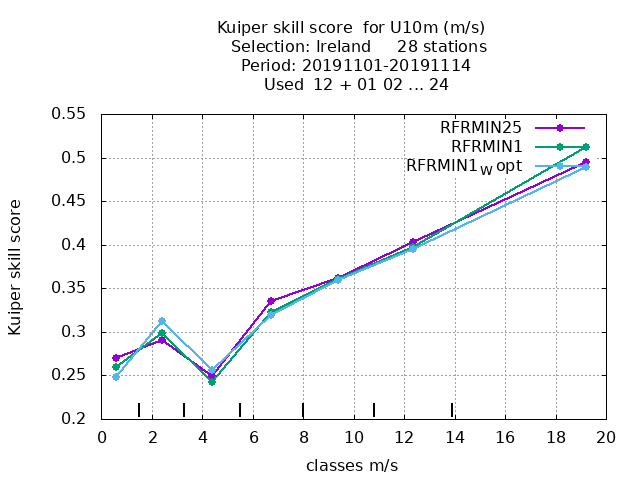 Kuiper skill score  for U10m (m/s)
Selection: Ireland     28 stations
Period: 20191101-20191114
Used  12 + 01 02 ... 24
RFRMIN25
RFRMIN1
RFRMIN1W opt
0.55
0.5
0.45
0.4
0.35
0.3
0.25
0.2
Kuiper skill score
0 2 4 6 8 10 12 14 16 18 20
classes m/s